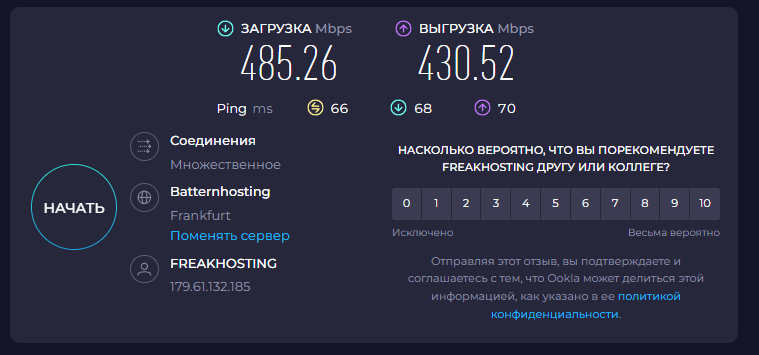 ЗАГРУЗКА Mbps
485.26
ВЫГРУЗКА Mbps
430.52
Ping ms 66 68 70
НАЧАТЬ
Соединения
Множественное
Batternhosting
Frankfurt
Поменять сервер
FREAKHOSTING
179.61.132.185
НАСКОЛЬКО ВЕРОЯТНО, ЧТО ВЫ ПОРЕКОМЕНДУЕТЕ
FREAKHOSTING ДРУГУ ИЛИ КОЛЛЕГЕ?
0 1 2 3 4 5 6 7 8 9 10
Исключено Весьма вероятно
Отправляя этот отзыв, вы подтверждаете и
соглашаетесь с тем, что Ookla может делиться этой
информацией, как указано в ее политикой
конфиденциальности.